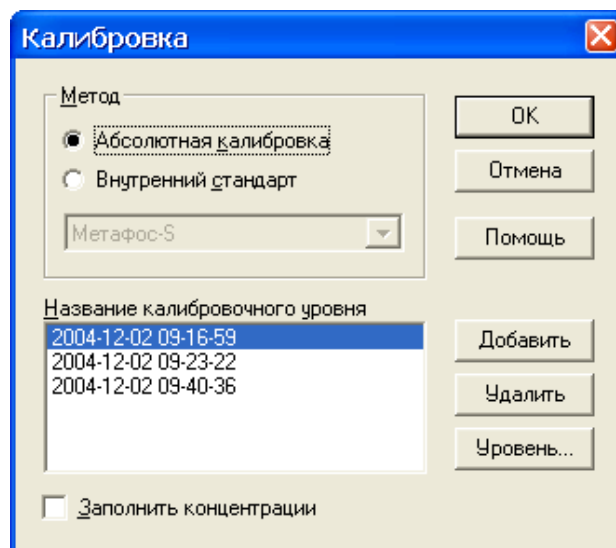 Калибровка
Метод
Абсолютная калибровка
Внутренний стандарт
Метафос-S
OK
Отмена
Помощь
Название калибровочного уровня
2004-12-02 09-16-59
2004-12-02 09-23-22
2004-12-02 09-40-36
Добавить
Удалить
Уровень...
Заполнить концентрации